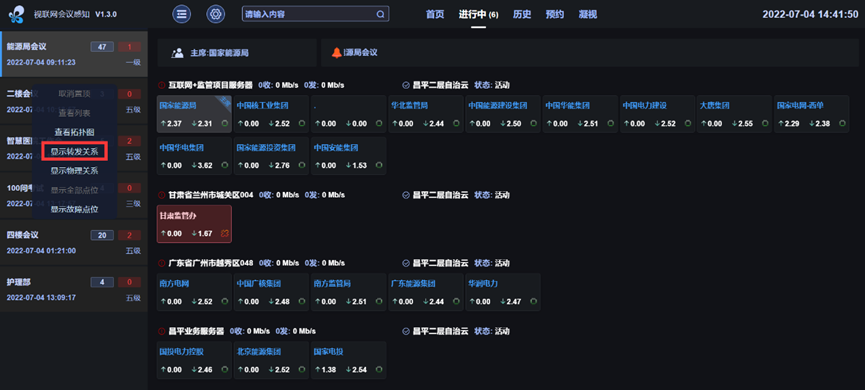 视联网会议感知 V1.3.0
请输入内容
首页 进行中 (6) 历史 预约 凝视
2022-07-04 14:41:50
能源局会议 47 1
2022-07-04 09:11:23 一级
二楼会议 0
2022-07-04 五级
智慧医 2
2022-07-04 五级
100问 0
2022-07-04 三级
四楼会议 20 2
2022-07-04 01:21:00 五级
护理部 4 0
2022-07-04 13:09:17 五级
取消置顶
查看列表
查看拓扑图
显示转发关系
显示物理关系
显示全部点位
显示故障点位
主席:国家能源局
源局会议
互联网+监管项目服务器 0收: 0 Mb/s 0发: 0 Mb/s 昌平二层自治云 状态: 活动
国家能源局 中国核工业集团 . 华北监管局 中国能源建设集团 中国华能集团 中国电力建设 大唐集团 国家电网-西单
↑2.37 ↓2.31 ↑0.00 ↓2.52 ↑0.00 ↓0.00 ↑0.00 ↓2.44 ↑0.00 ↓2.50 ↑0.00 ↓2.51 ↑0.00 ↓2.52 ↑0.00 ↓2.55 ↑2.29 ↓2.38
中国华电集团 国家能源投资集团 中国安能集团
↑0.00 ↓3.62 ↑0.00 ↓2.76 ↑0.00 ↓1.53
甘肃省兰州市城关区004 0收: 0 Mb/s 0发: 0 Mb/s 昌平二层自治云 状态: 活动
甘肃监管办
↑0.00 ↓1.67
广东省广州市越秀区048 0收: 0 Mb/s 0发: 0 Mb/s 昌平二层自治云 状态: 活动
南方电网 中国广核集团 南方监管局 广东能源集团 华润电力
↑0.00 ↓2.52 ↑0.00 ↓2.48 ↑0.00 ↓2.51 ↑0.00 ↓2.44 ↑0.00 ↓2.47
昌平业务服务器 0收: 0 Mb/s 0发: 0 Mb/s 昌平二层自治云 状态: 活动
国投电力控股 北京能源集团 国家电投
↑0.00 ↓2.46 ↑0.00 ↓2.52 ↑1.38 ↓2.54